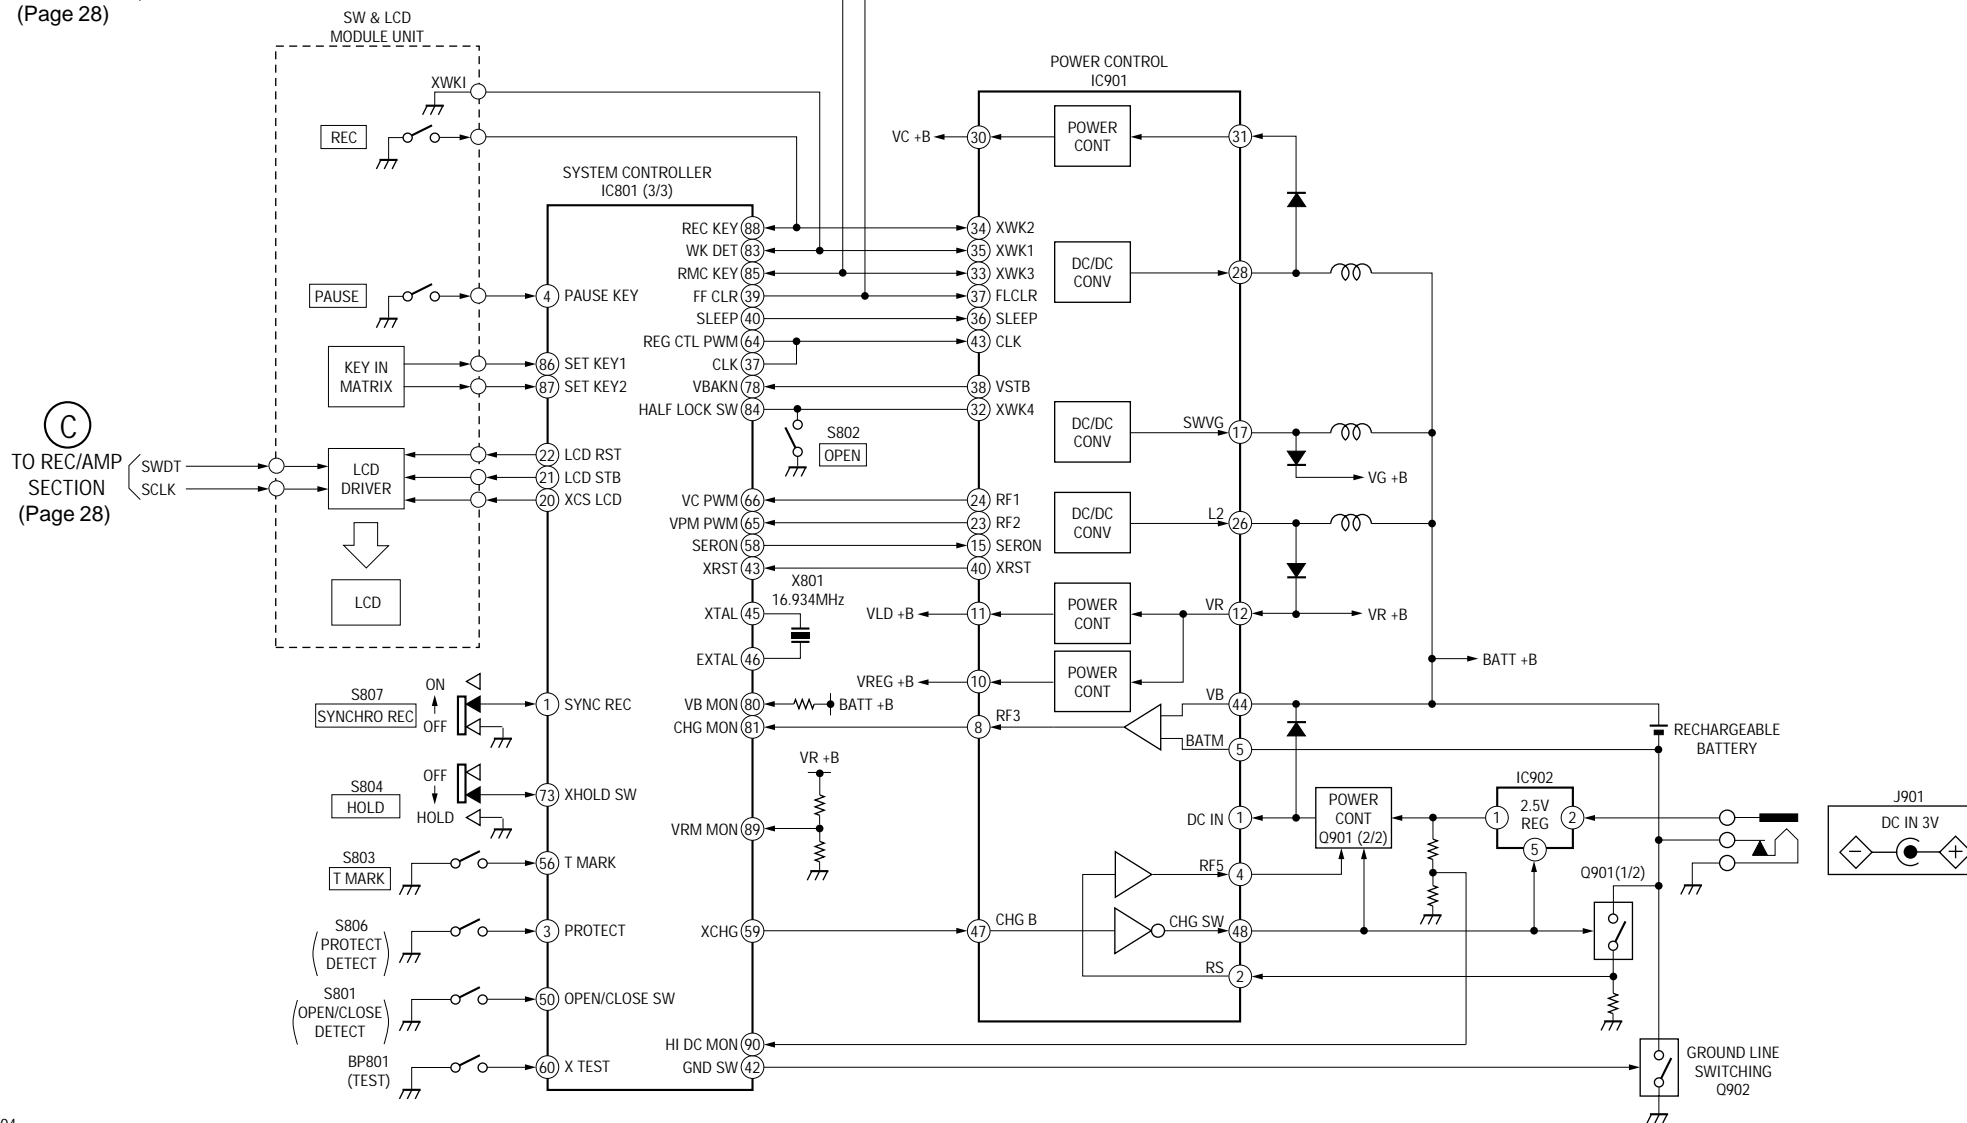 (Page 28)
SW & LCD
MODULE UNIT
XWKI
REC
PAUSE
KEY IN
MATRIX
C
TO REC/AMP
SECTION
(Page 28)
SWDT
SCLK
LCD
DRIVER
LCD
S807
SYNCHRO REC
ON
OFF
S804
HOLD
OFF
HOLD
S803
T MARK
S806
(PROTECT
DETECT)
S801
(OPEN/CLOSE
DETECT)
BP801
(TEST)
SYSTEM CONTROLLER
IC801 (3/3)
4 PAUSE KEY
86 SET KEY1
87 SET KEY2
22 LCD RST
21 LCD STB
20 XCS LCD
1 SYNC REC
73 XHOLD SW
56 T MARK
3 PROTECT
50 OPEN/CLOSE SW
60 X TEST
REC KEY 88
WK DET 83
RMC KEY 85
FF CLR 39
SLEEP 40
REG CTL PWM 64
CLK 37
VBAKN 78
HALF LOCK SW 84
VC PWM 66
VPM PWM 65
SERON 58
XRST 43
XTAL 45
EXTAL 46
VB MON 80
CHG MON 81
VRM MON 89
XCHG 59
HI DC MON 90
GND SW 42
S802
OPEN
X801
16.934MHz
BATT +B
VR +B
POWER CONTROL
IC901
VC +B
30
POWER
CONT
31
34 XWK2
35 XWK1
33 XWK3
37 FLCLR
36 SLEEP
43 CLK
38 VSTB
32 XWK4
24 RF1
23 RF2
15 SERON
40 XRST
VLD +B
11
VREG +B
10
8 RF3
47 CHG B
DC/DC
CONV
28
DC/DC
CONV
SWVG 17
VG +B
DC/DC
CONV
L2 26
POWER
CONT
VR 12
VR +B
POWER
CONT
BATT +B
VB 44
BATM 5
DC IN 1
RF5 4
CHG SW 48
RS 2
RECHARGEABLE
BATTERY
POWER
CONT
Q901 (2/2)
IC902
1
2.5V
REG
2
5
Q901(1/2)
J901
DC IN 3V
− +
GROUND LINE
SWITCHING
Q902